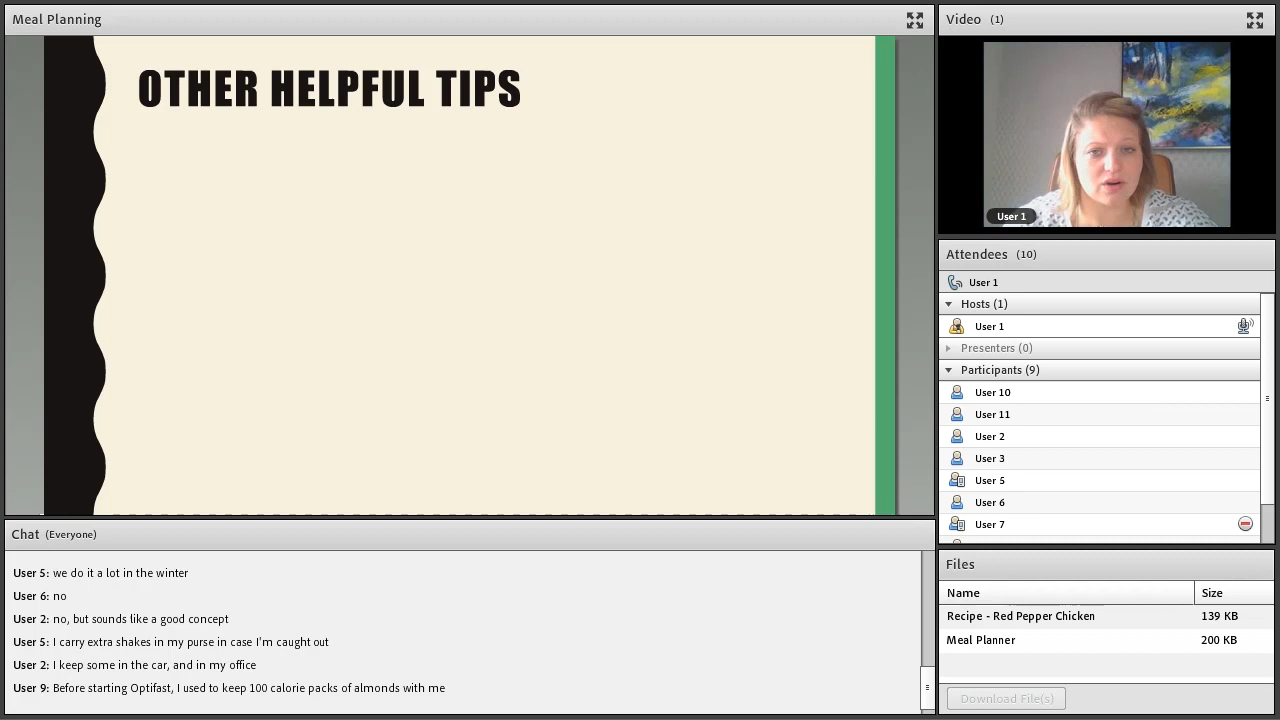 Meal Planning
OTHER HELPFUL TIPS
Chat (Everyone)
User 5: we do it a lot in the winter
User 6: no
User 2: no, but sounds like a good concept
User 5: I carry extra shakes in my purse in case I'm caught out
User 2: I keep some in the car, and in my office
User 9: Before starting Optifast, I used to keep 100 calorie packs of almonds with me
Video (1)
User 1
Attendees (10)
User 1
Hosts (1)
User 1
Presenters (0)
Participants (9)
User 10
User 11
User 2
User 3
User 5
User 6
User 7
Files
Name Size
Recipe - Red Pepper Chicken 139 KB
Meal Planner 200 KB
Download File(s)